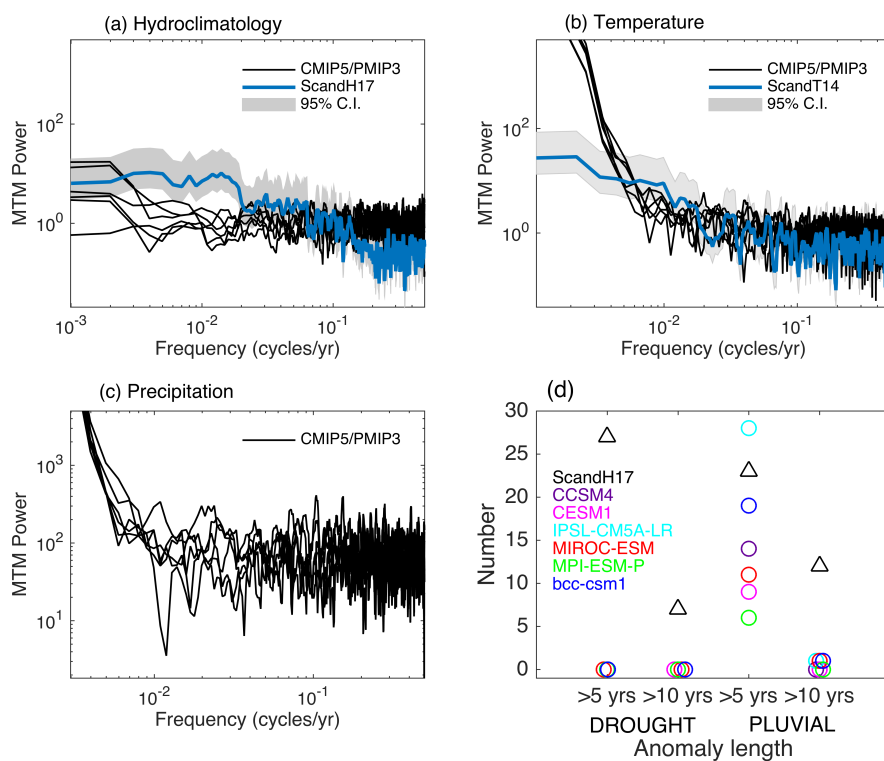 (a) Hydroclimatology
CMIP5/PMIP3
ScandH17
95% C.I.
MTM Power
10^2
10^0
10^-3
10^-2
10^-1
Frequency (cycles/yr)
(b) Temperature
CMIP5/PMIP3
ScandT14
95% C.I.
MTM Power
10^2
10^0
10^-2
10^-1
Frequency (cycles/yr)
(c) Precipitation
CMIP5/PMIP3
MTM Power
10^3
10^2
10^1
10^-2
10^-1
Frequency (cycles/yr)
(d)
Number
30
25
20
15
10
5
0
ScandH17
CCSM4
CESM1
IPSL-CM5A-LR
MIROC-ESM
MPI-ESM-P
bcc-csm1
>5 yrs >10 yrs >5 yrs >10 yrs
DROUGHT PLUVIAL
Anomaly length